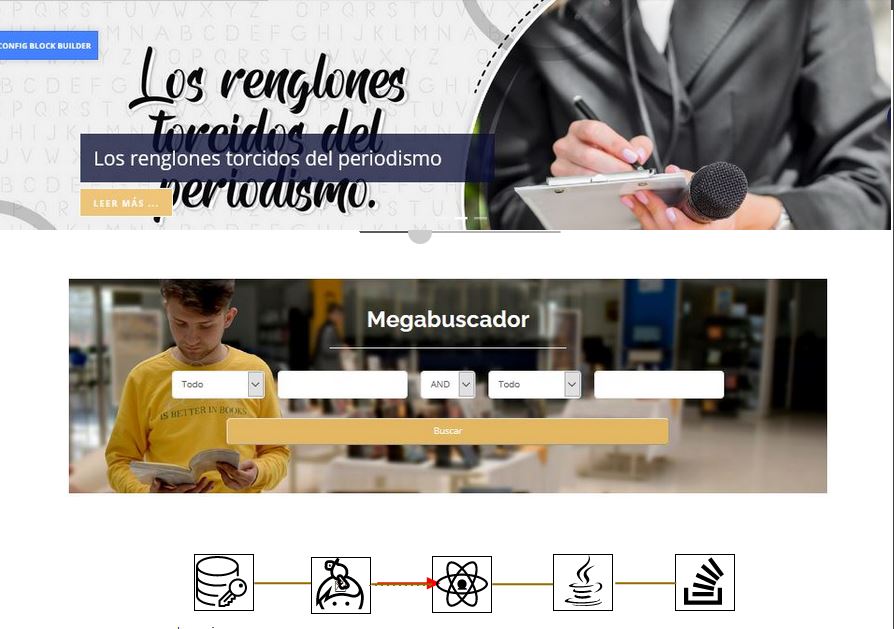 CONFIG BLOCK BUILDER
Los renglones
torcidos del
periodismo.
Los renglones torcidos del periodismo
LEER MÁS ...
Megabuscador
Todo
AND
Todo
IS BETTER IN BOOKS
Buscar